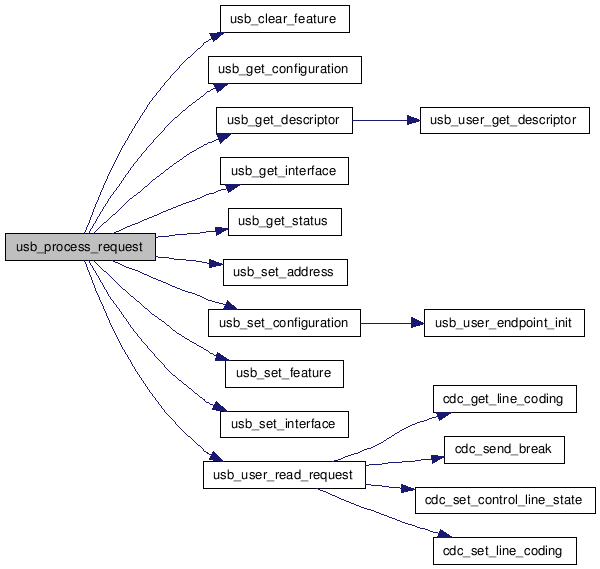 usb_clear_feature
usb_get_configuration
usb_get_descriptor
usb_user_get_descriptor
usb_get_interface
usb_get_status
usb_process_request
usb_set_address
usb_set_configuration
usb_user_endpoint_init
usb_set_feature
cdc_get_line_coding
usb_set_interface
cdc_send_break
usb_user_read_request
cdc_set_control_line_state
cdc_set_line_coding